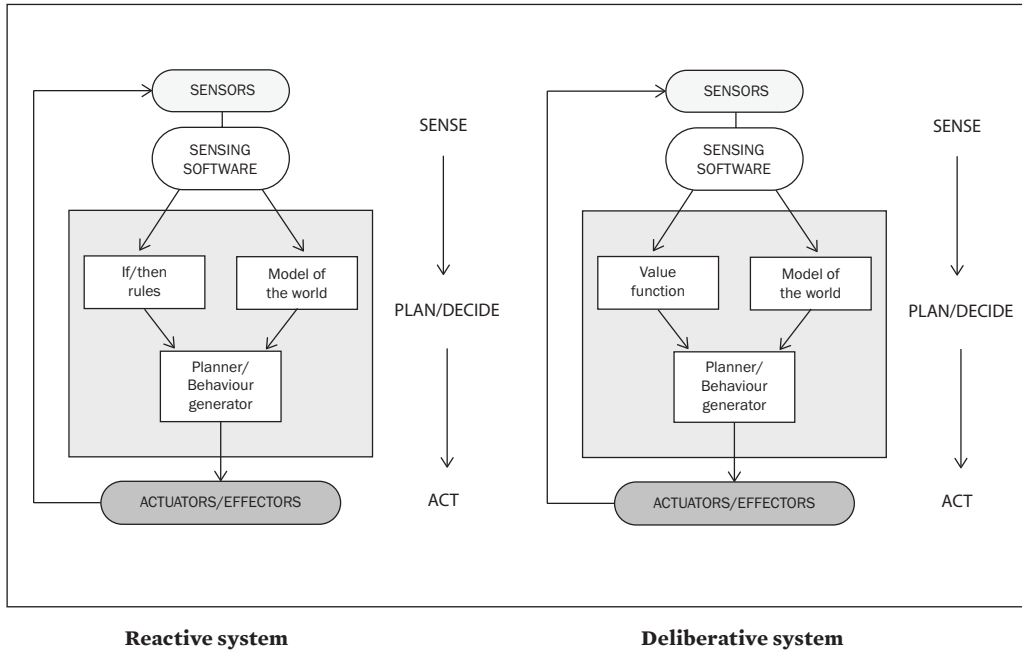 SENSORS
SENSING
SOFTWARE
If/then
rules
Model of
the world
Planner/
Behaviour
generator
ACTUATORS/EFFECTORS
SENSE
PLAN/DECIDE
ACT
SENSORS
SENSING
SOFTWARE
Value
function
Model of
the world
Planner/
Behaviour
generator
ACTUATORS/EFFECTORS
SENSE
PLAN/DECIDE
ACT
Reactive system
Deliberative system